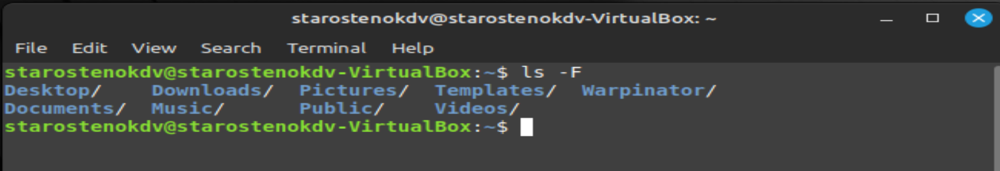 starostenokdv@starostenokdv-VirtualBox: ~
File Edit View Search Terminal Help
starostenokdv@starostenokdv-VirtualBox:~$ ls -F
Desktop/ Downloads/ Pictures/ Templates/ Warpinator/
Documents/ Music/ Public/ Videos/
starostenokdv@starostenokdv-VirtualBox:~$